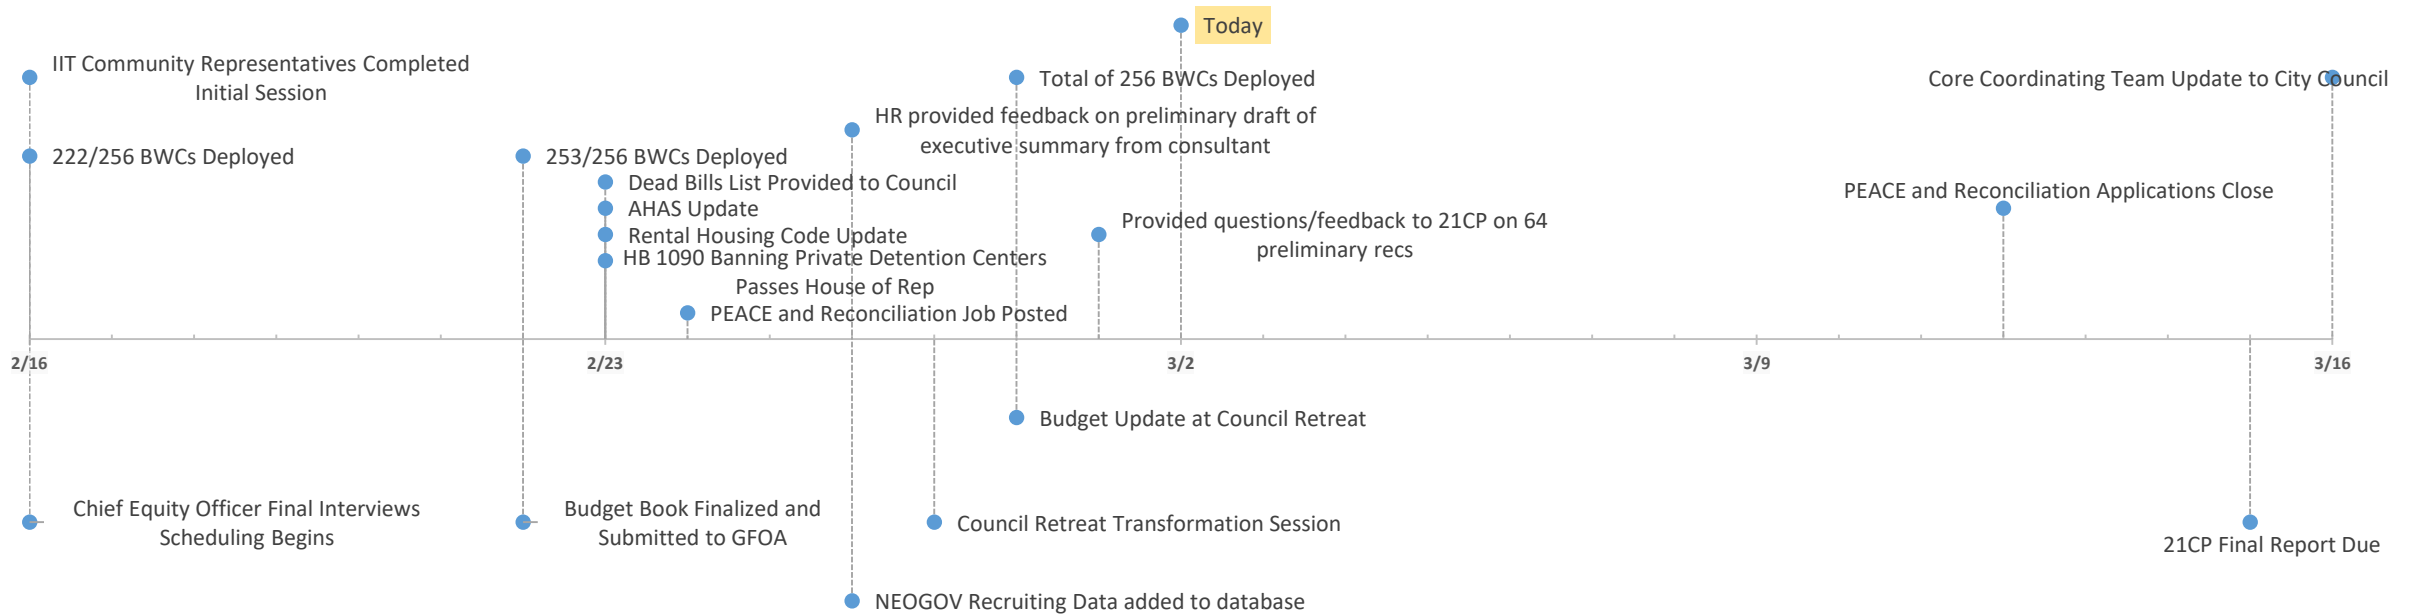 Today
IIT Community Representatives Completed
Initial Session
Total of 256 BWCs Deployed
Core Coordinating Team Update to City Council
HR provided feedback on preliminary draft of
executive summary from consultant
222/256 BWCs Deployed
253/256 BWCs Deployed
Dead Bills List Provided to Council
PEACE and Reconciliation Applications Close
AHAS Update
Provided questions/feedback to 21CP on 64
preliminary recs
Rental Housing Code Update
HB 1090 Banning Private Detention Centers
Passes House of Rep
PEACE and Reconciliation Job Posted
2/16
2/23
3/2
3/9
3/16
Budget Update at Council Retreat
Chief Equity Officer Final Interviews
Scheduling Begins
Budget Book Finalized and
Submitted to GFOA
Council Retreat Transformation Session
21CP Final Report Due
NEOGOV Recruiting Data added to database